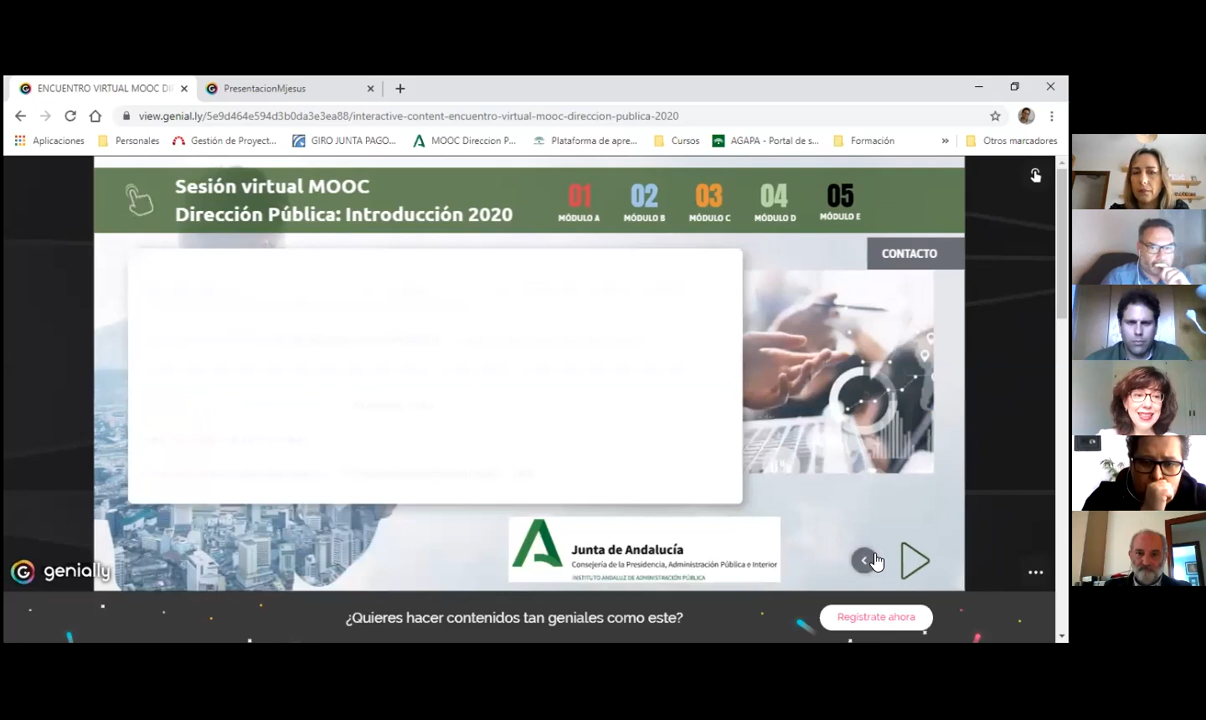 ENCUENTRO VIRTUAL MOOC DI
PresentacionMjesus
view.genial.ly/5e9d464e594d3b0da3e3ea88/interactive-content-encuentro-virtual-mooc-direccion-publica-2020
Aplicaciones
Personales
Gestión de Proyect...
GIRO JUNTA PAGO...
MOOC Direccion P...
Plataforma de apre...
Cursos
AGAPA - Portal de s...
Formación
»
Otros marcadores
Sesión virtual MOOC
Dirección Pública: Introducción 2020
01
MÓDULO A
02
MÓDULO B
03
MÓDULO C
04
MÓDULO D
05
MÓDULO E
CONTACTO
Junta de Andalucía
Consejería de la Presidencia, Administración Pública e Interior
INSTITUTO ANDALUZ DE ADMINISTRACIÓN PÚBLICA
genially
¿Quieres hacer contenidos tan geniales como este?
Regístrate ahora